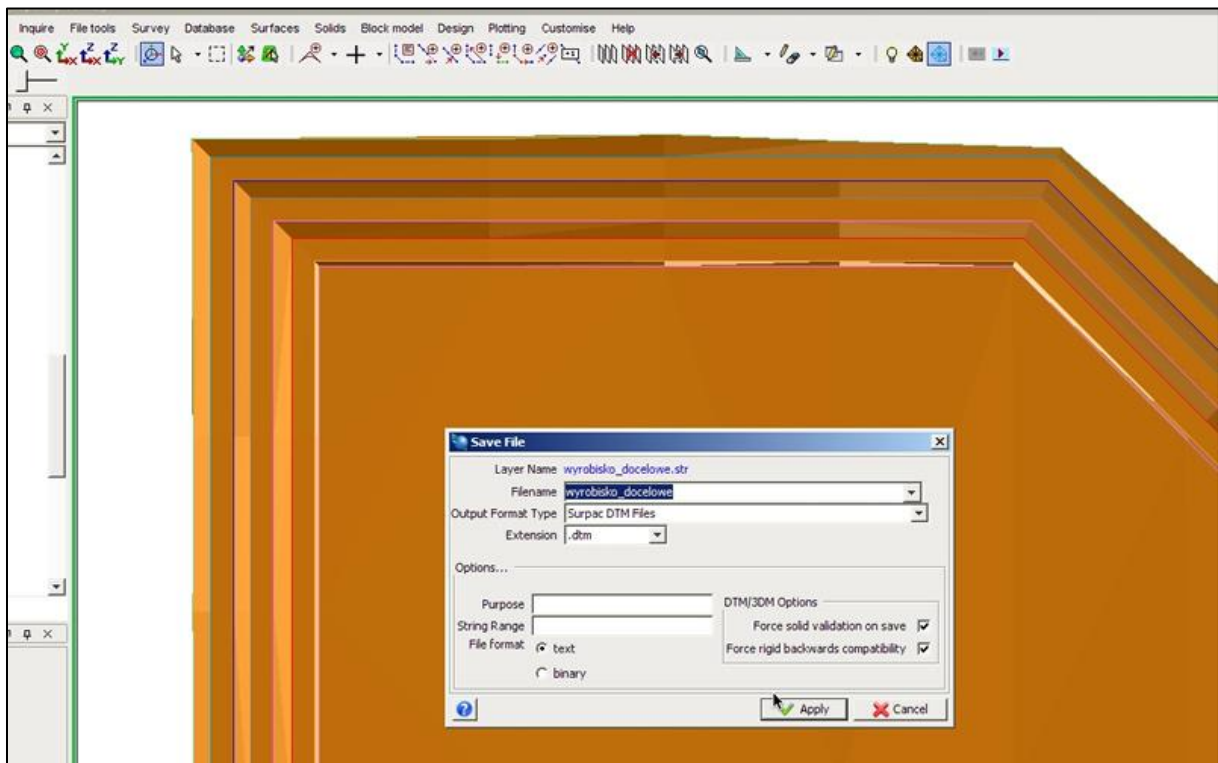 Inquire File tools Survey Database Surfaces Solids Block model Design Plotting Customise Help
Save File
Layer Name wyrobisko_docelowe.str
Filename wyrobisko_docelowe
Output Format Type Surpac DTM Files
Extension .dtm
Options...
Purpose
String Range
File format text
binary
DTM/3DM Options
Force solid validation on save
Force rigid backwards compatibility
Apply Cancel